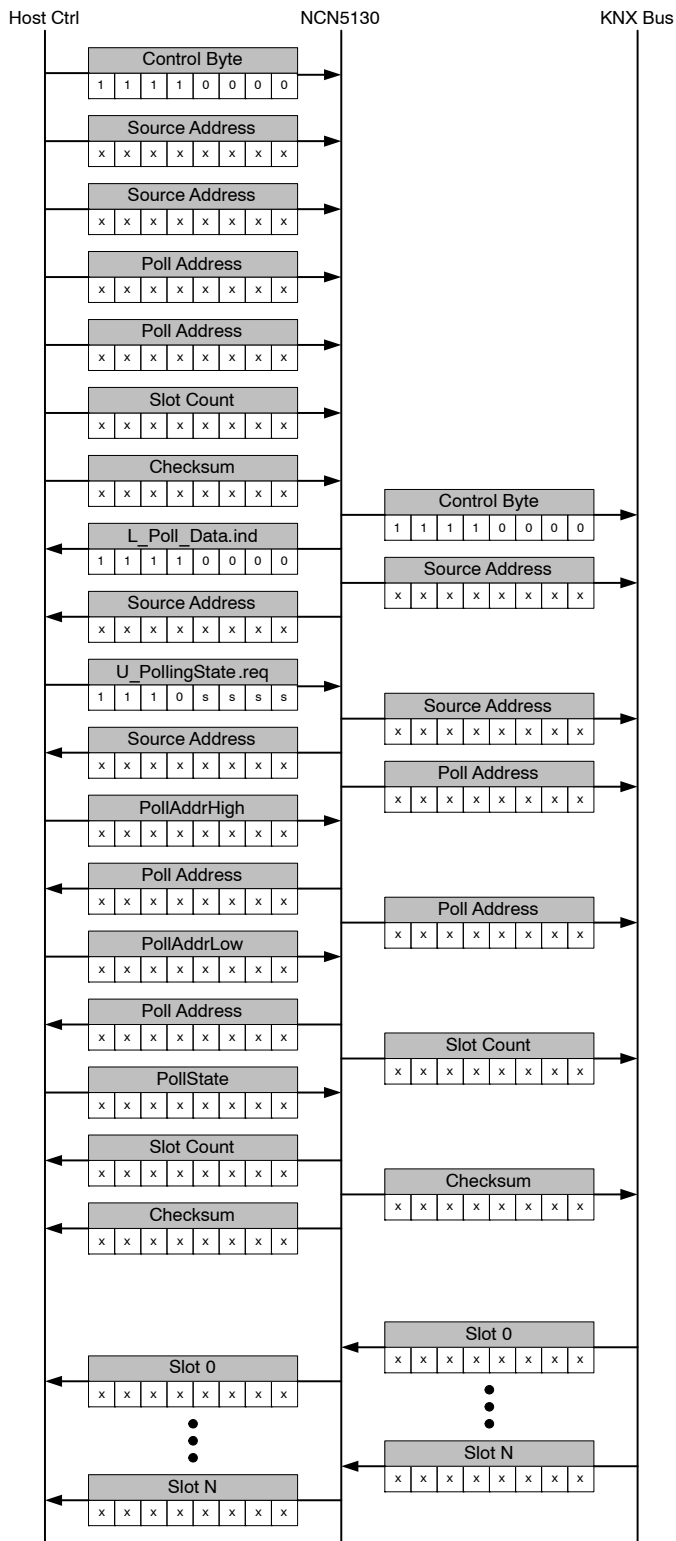 Host Ctrl NCN5130 KNX Bus
Control Byte
1 1 1 1 0 0 0 0
Source Address
x x x x x x x x
Source Address
x x x x x x x x
Poll Address
x x x x x x x x
Poll Address
x x x x x x x x
Slot Count
x x x x x x x x
Checksum
x x x x x x x x
Control Byte
1 1 1 1 0 0 0 0
L_Poll_Data.ind
1 1 1 1 0 0 0 0
Source Address
x x x x x x x x
Source Address
x x x x x x x x
U_PollingState.req
1 1 1 0 s s s s
Source Address
x x x x x x x x
Source Address
x x x x x x x x
Poll Address
x x x x x x x x
PollAddrHigh
x x x x x x x x
Poll Address
x x x x x x x x
Poll Address
x x x x x x x x
PollAddrLow
x x x x x x x x
Poll Address
x x x x x x x x
Slot Count
x x x x x x x x
PollState
x x x x x x x x
Slot Count
x x x x x x x x
Checksum
x x x x x x x x
Checksum
x x x x x x x x
Slot 0
x x x x x x x x
Slot 0
x x x x x x x x
Slot N
x x x x x x x x
Slot N
x x x x x x x x